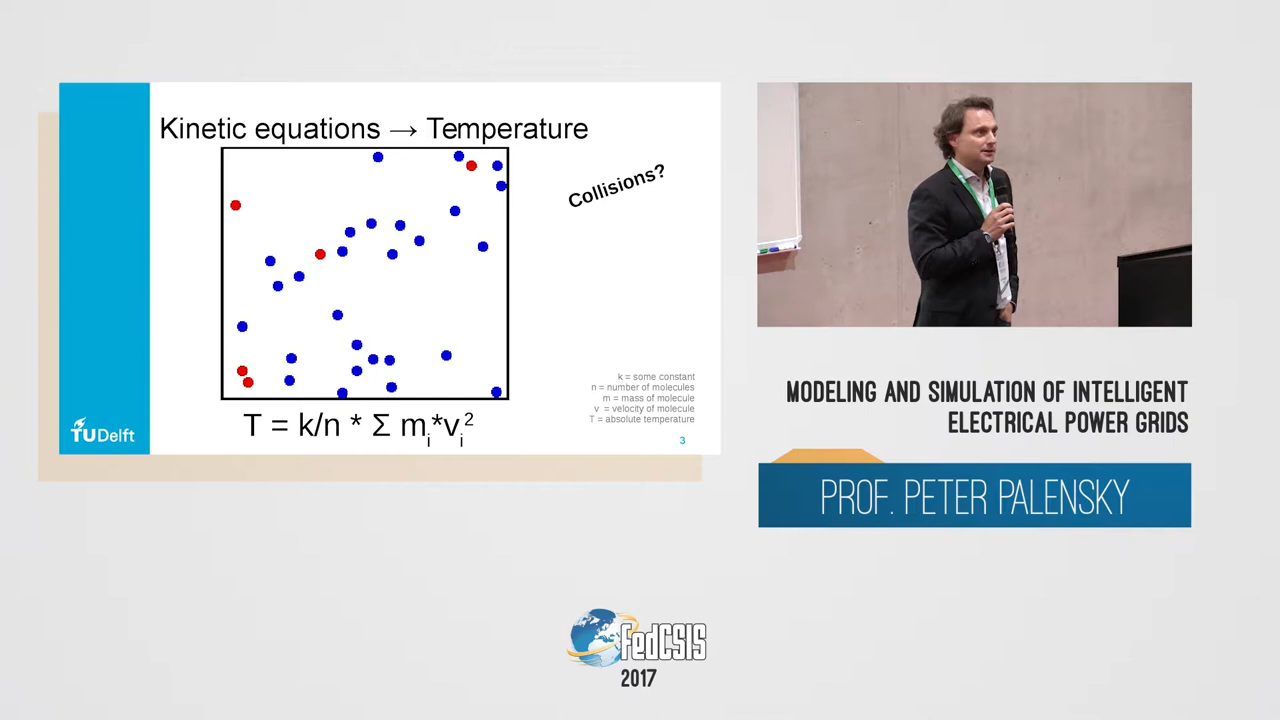 Kinetic equations → Temperature
Collisions?
k = some constant
n = number of molecules
m = mass of molecule
v = velocity of molecule
T = absolute temperature
T = k/n * Σ mᵢ*vᵢ²
3
TUDelft
MODELING AND SIMULATION OF INTELLIGENT
ELECTRICAL POWER GRIDS
PROF. PETER PALENSKY
FedCSIS
2017